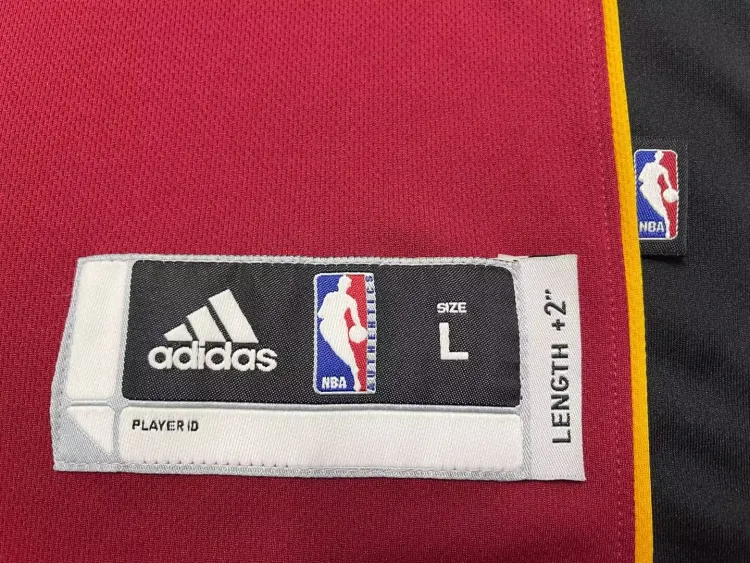 adidas
NBA
AUTHENTICS
SIZE
L
LENGTH +2"
PLAYER ID
NBA